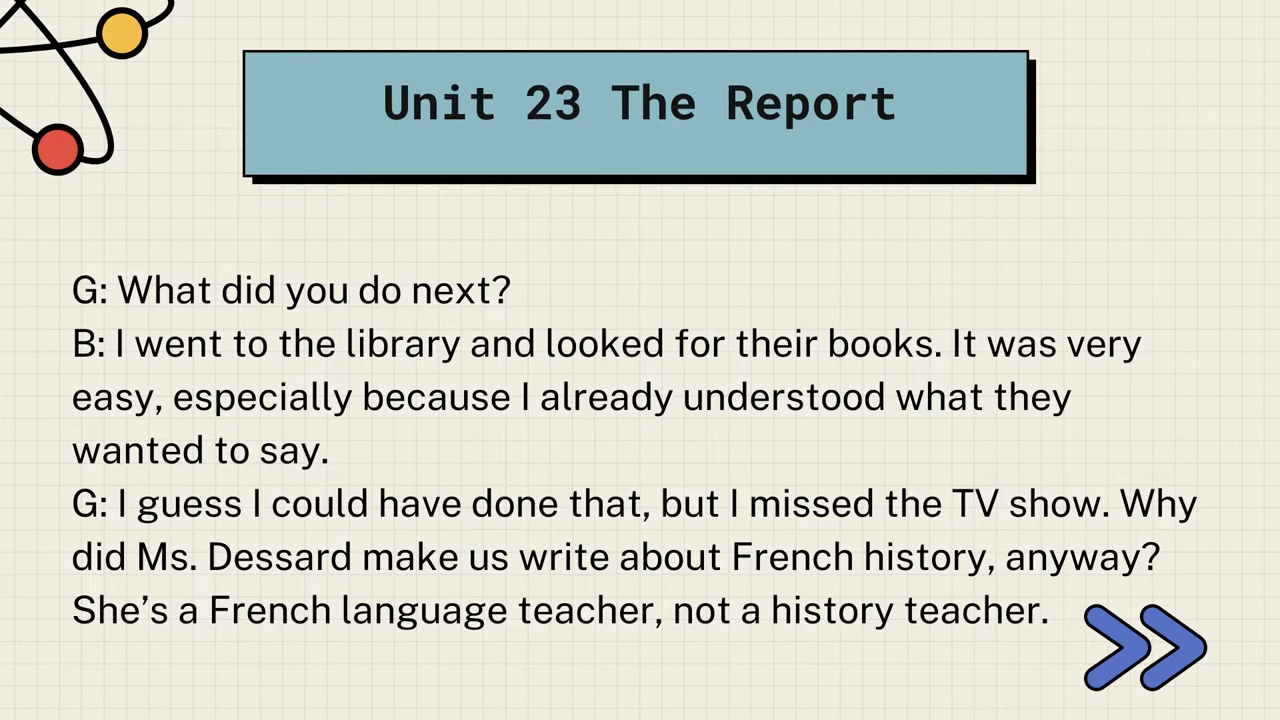 Unit 23 The Report
G: What did you do next?
B: I went to the library and looked for their books. It was very
easy, especially because I already understood what they
wanted to say.
G: I guess I could have done that, but I missed the TV show. Why
did Ms. Dessard make us write about French history, anyway?
She’s a French language teacher, not a history teacher.